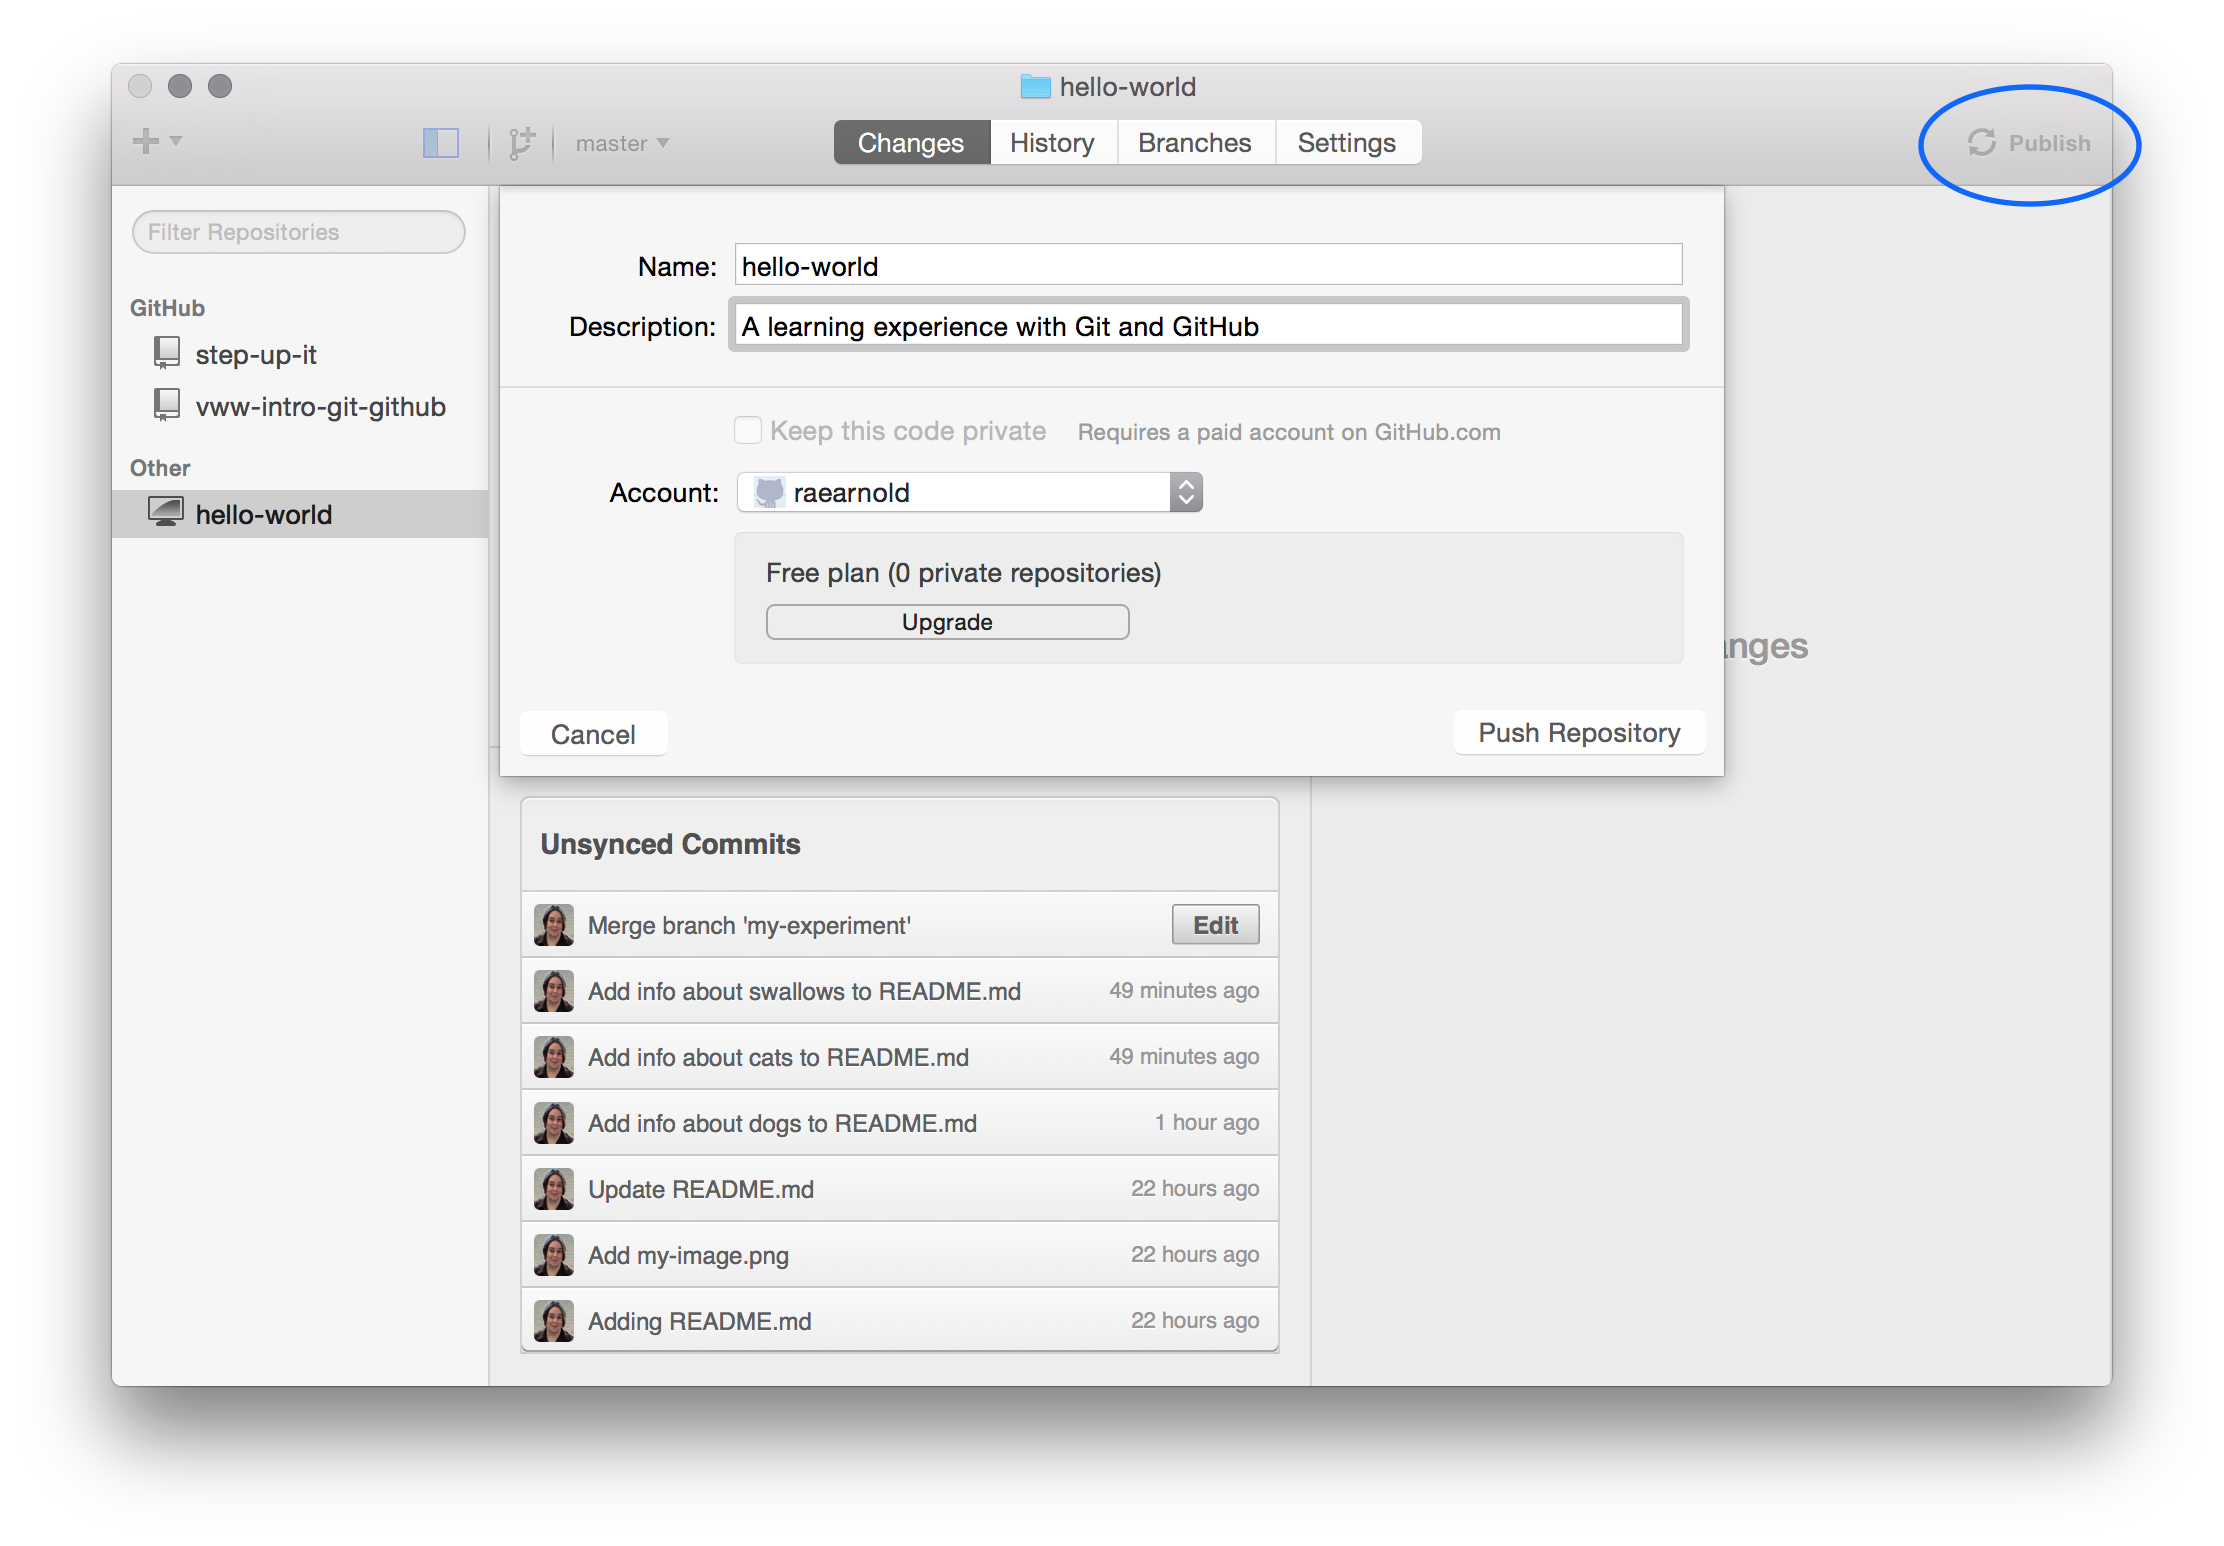 hello-world
master
Changes
History
Branches
Settings
Publish
Filter Repositories
GitHub
step-up-it
vww-intro-git-github
Other
hello-world
Name: hello-world
Description: A learning experience with Git and GitHub
Keep this code private Requires a paid account on GitHub.com
Account: raearnold
Free plan (0 private repositories)
Upgrade
Cancel
Push Repository
anges
Unsynced Commits
Merge branch 'my-experiment' Edit
Add info about swallows to README.md 49 minutes ago
Add info about cats to README.md 49 minutes ago
Add info about dogs to README.md 1 hour ago
Update README.md 22 hours ago
Add my-image.png 22 hours ago
Adding README.md 22 hours ago